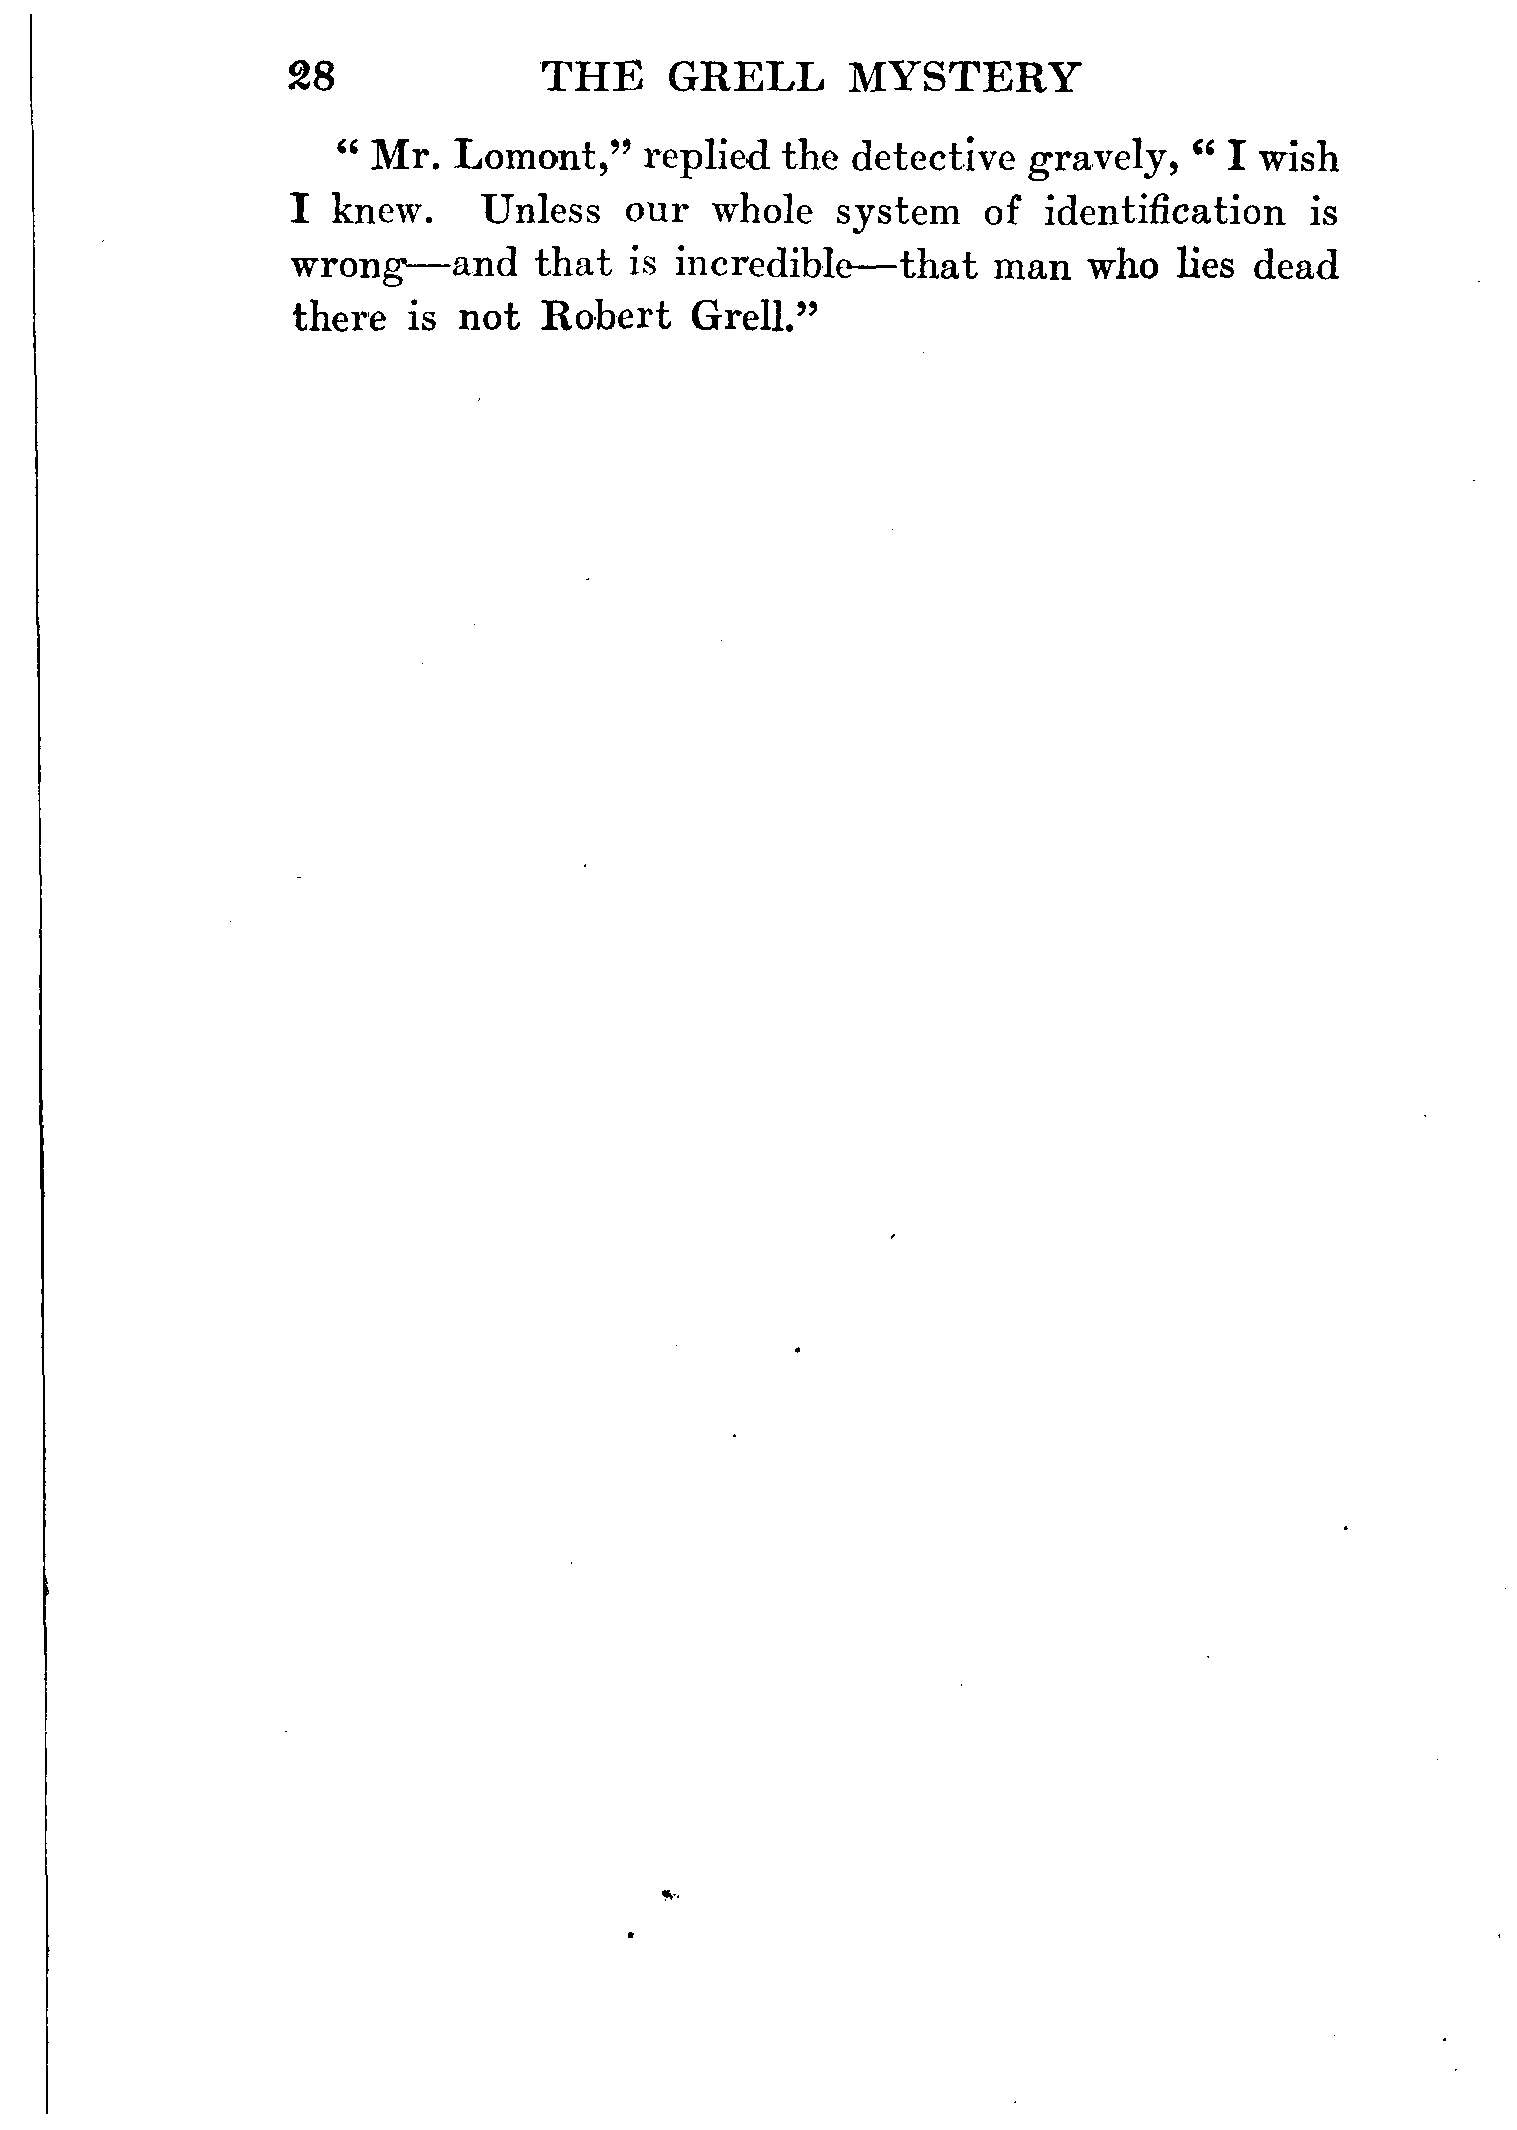 28 THE GRELL MYSTERY
“ Mr. Lomont,” replied the detective gravely, “ I wish
I knew. Unless our whole system of identification is
wrong—and that is incredible—that man who lies dead
there is not Robert Grell.”